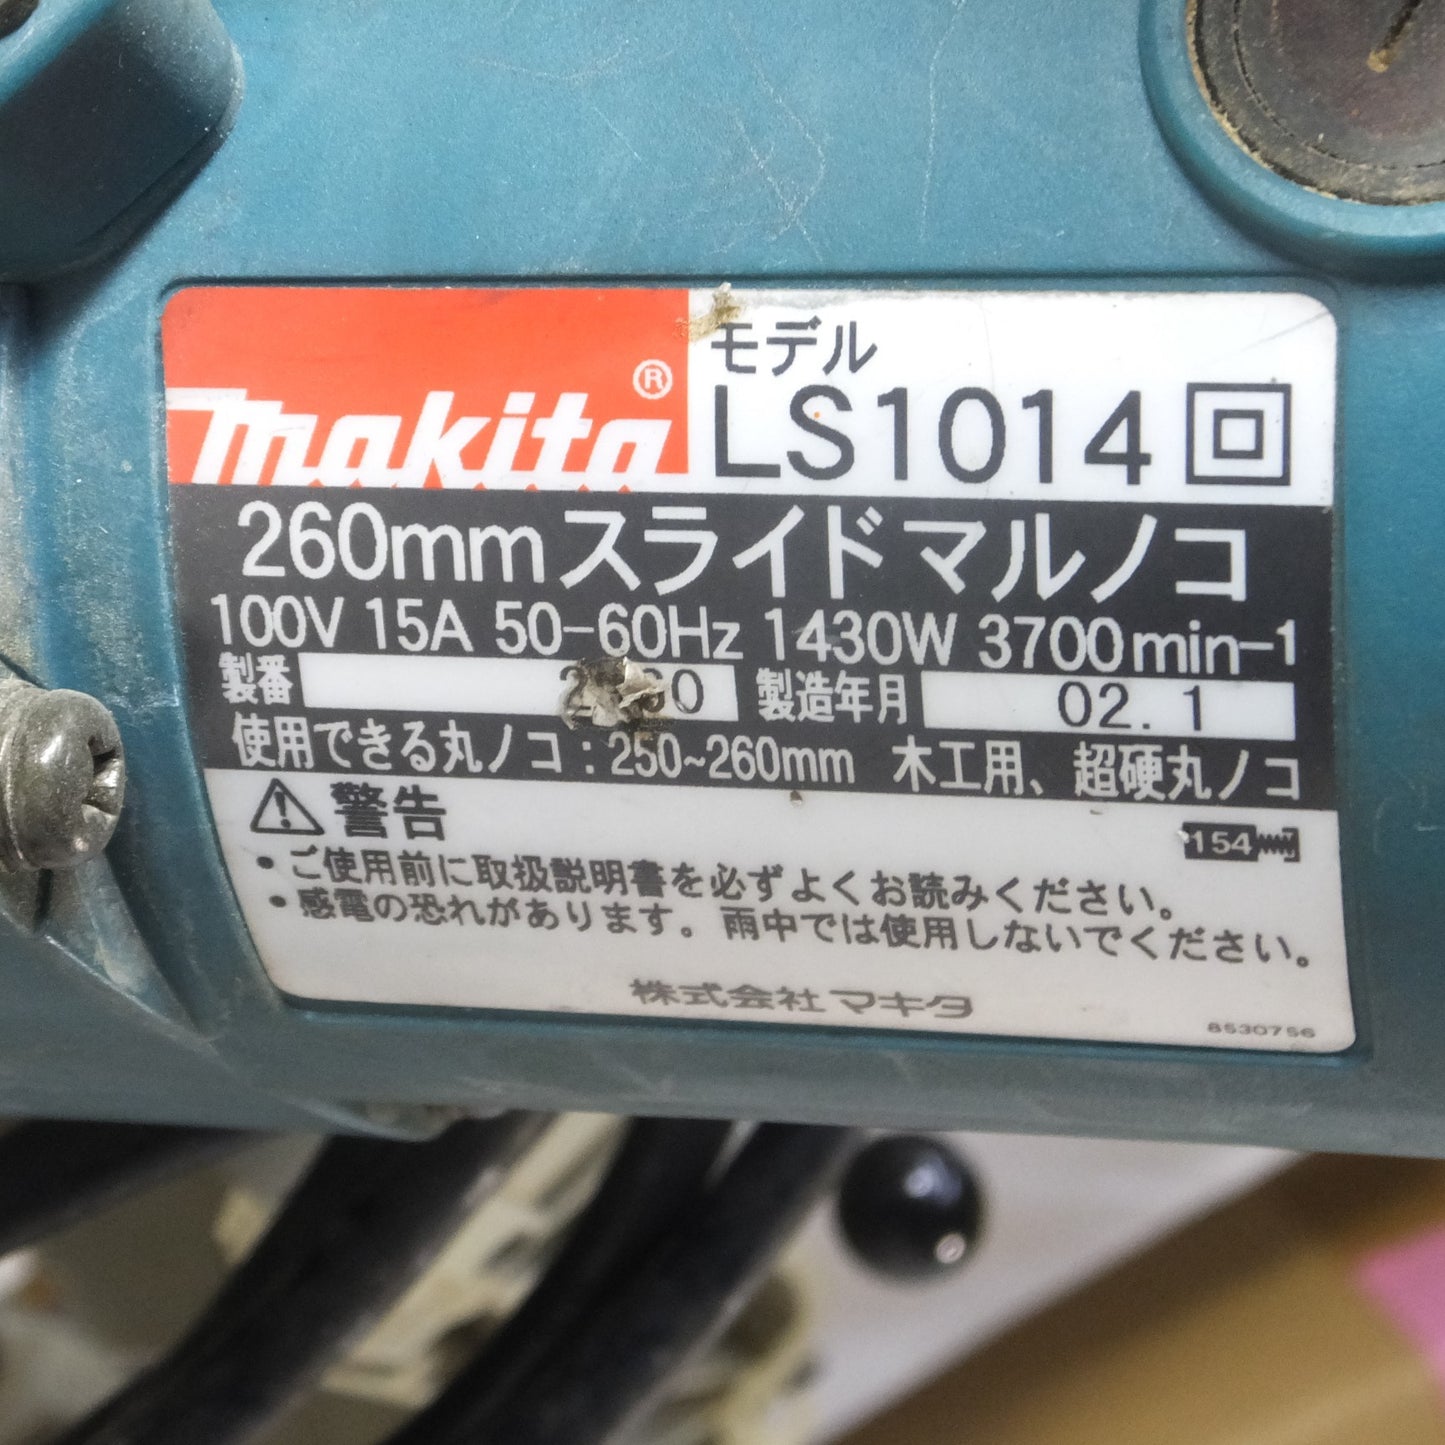 makita®
モデル
LS1014
260mmスライドマルノコ
100V 15A 50-60Hz 1430W 3700min-1
製番 製造年月 02.1
使用できる丸ノコ:250~260mm 木工用、超硬丸ノコ
警告
154
・ご使用前に取扱説明書を必ずよくお読みください。
・感電の恐れがあります。雨中では使用しないでください。
株式会社マキタ
8530756